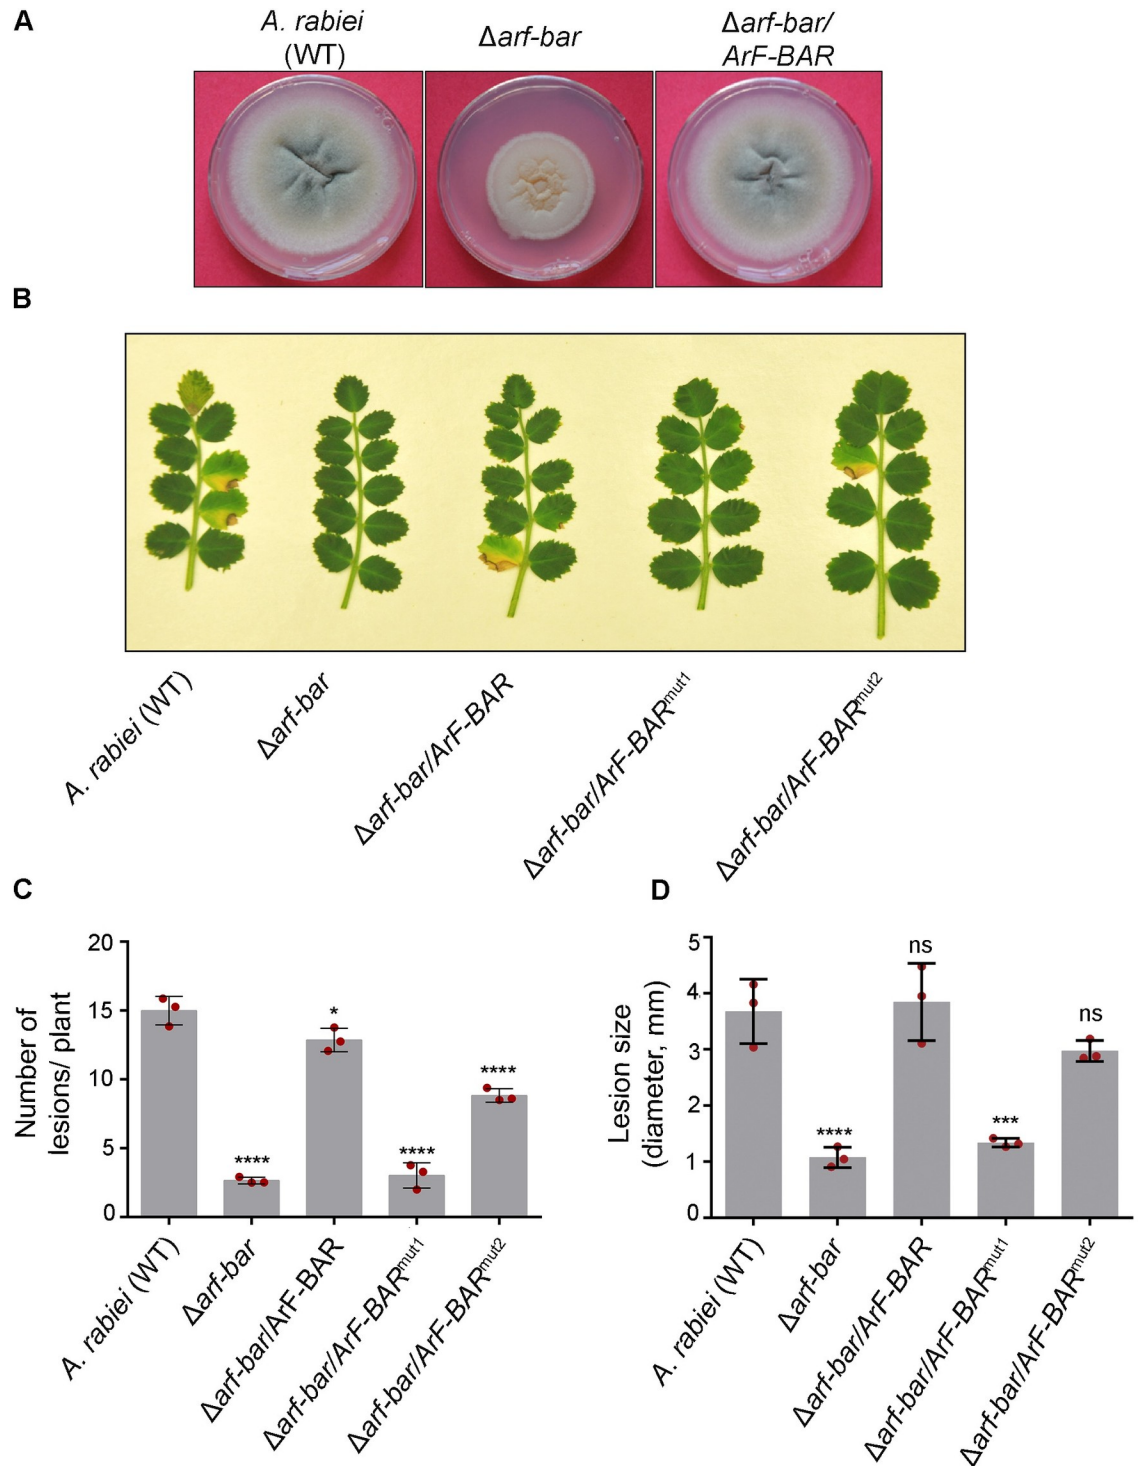 A
A. rabiei
(WT)
Δarf-bar
Δarf-bar/
ArF-BAR
B
A. rabiei (WT)
Δarf-bar
Δarf-bar/ArF-BAR
Δarf-bar/ArF-BARmut1
Δarf-bar/ArF-BARmut2
C
Number of
lesions/ plant
20
15
10
5
0
****
*
****
****
A. rabiei (WT)
Δarf-bar
Δarf-bar/ArF-BAR
Δarf-bar/ArF-BARmut1
Δarf-bar/ArF-BARmut2
D
Lesion size
(diameter, mm)
5
4
3
2
1
0
****
ns
***
ns
A. rabiei (WT)
Δarf-bar
Δarf-bar/ArF-BAR
Δarf-bar/ArF-BARmut1
Δarf-bar/ArF-BARmut2